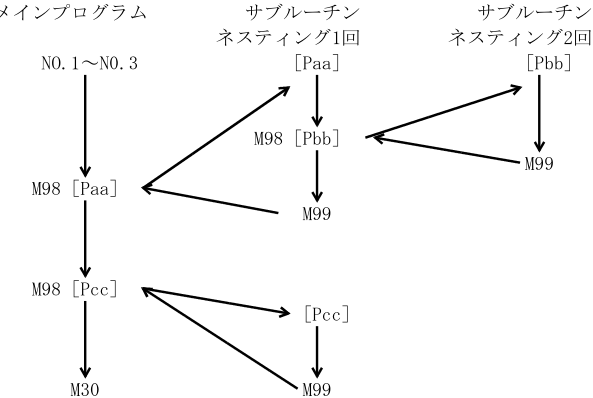 メインプログラム
サブルーチン
ネスティング1回
サブルーチン
ネスティング2回
NO.1～NO.3
[Paa]
[Pbb]
M98 [Pbb]
M99
M98 [Paa]
M99
M98 [Pcc]
[Pcc]
M30
M99